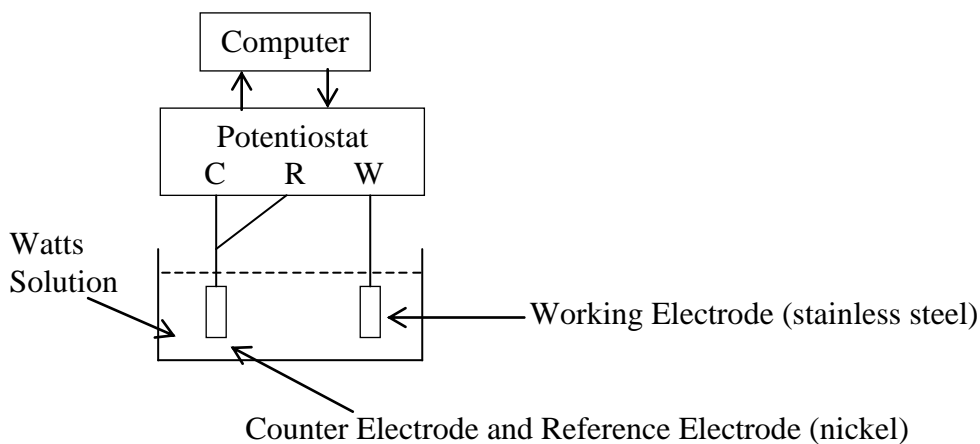 Computer
Potentiostat
C R W
Watts
Solution
Working Electrode (stainless steel)
Counter Electrode and Reference Electrode (nickel)